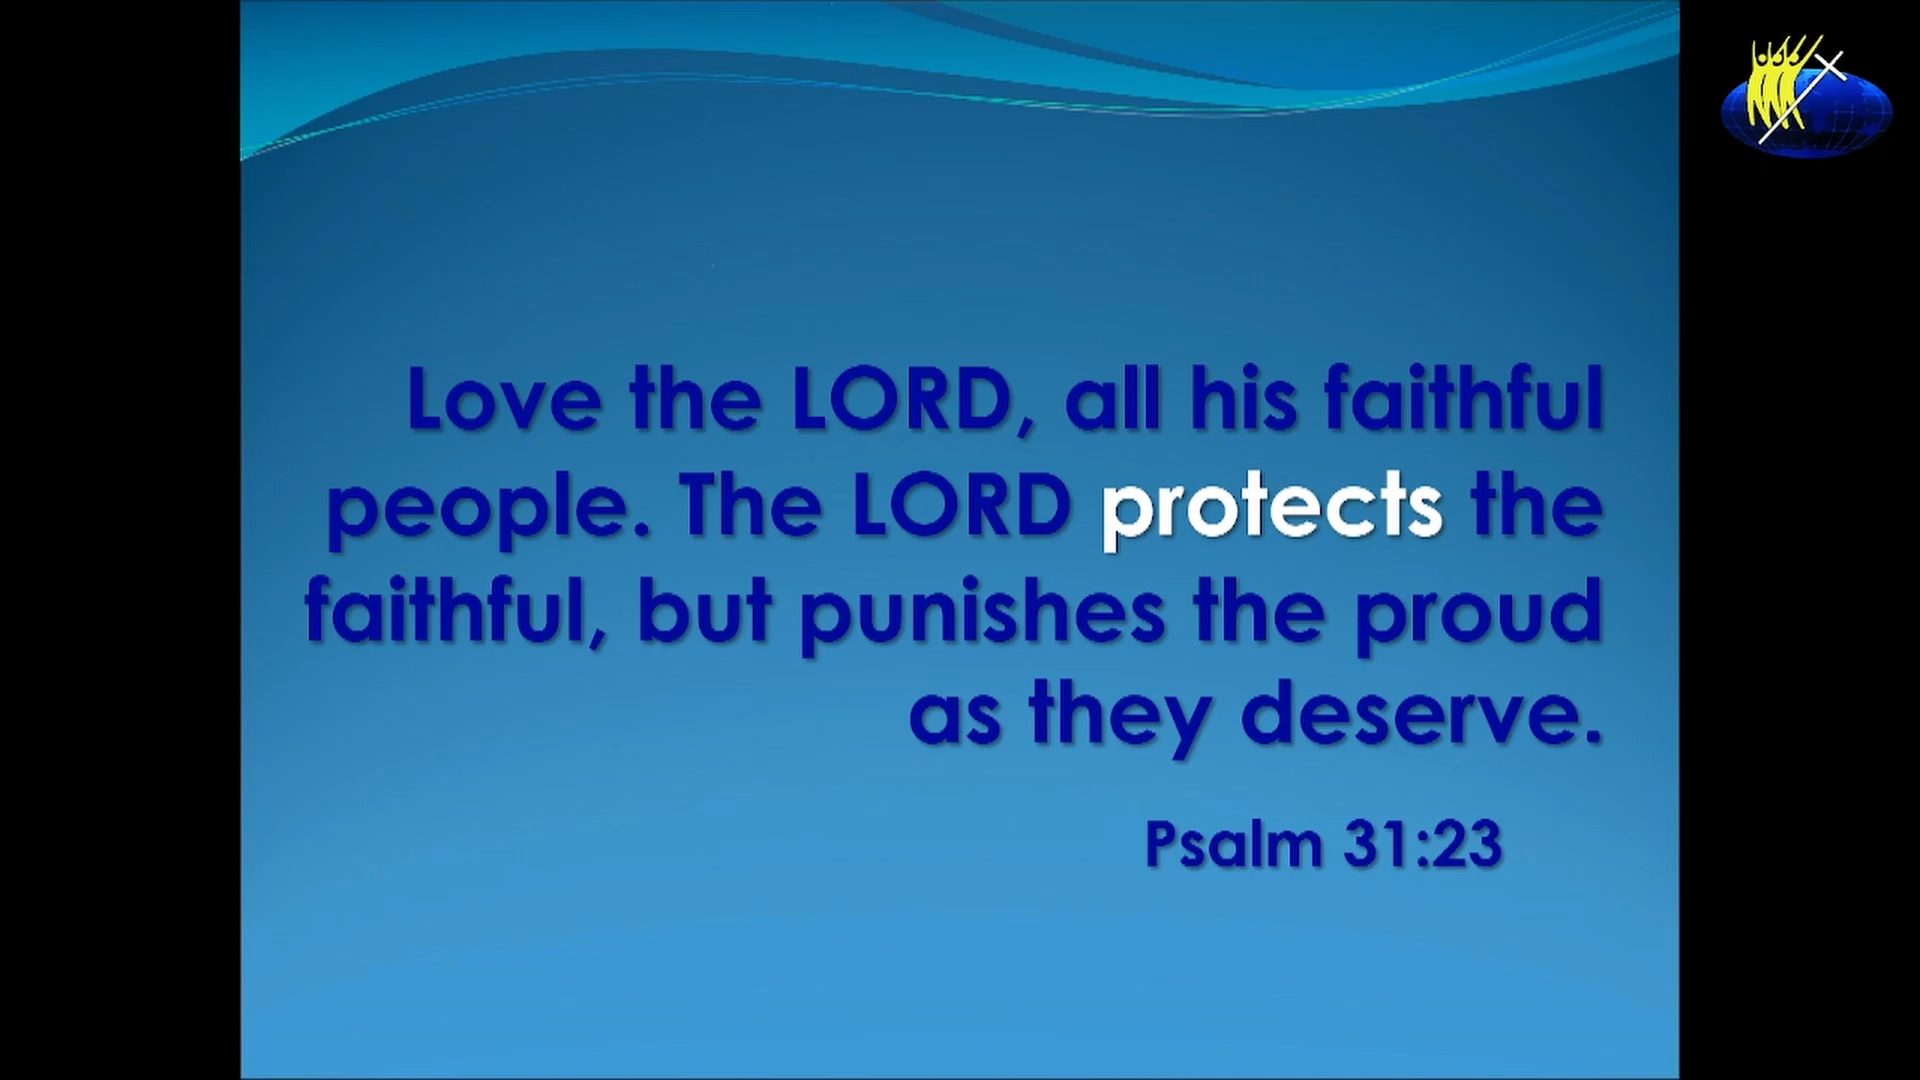 Love the LORD, all his faithful
people. The LORD protects the
faithful, but punishes the proud
as they deserve.
Psalm 31:23